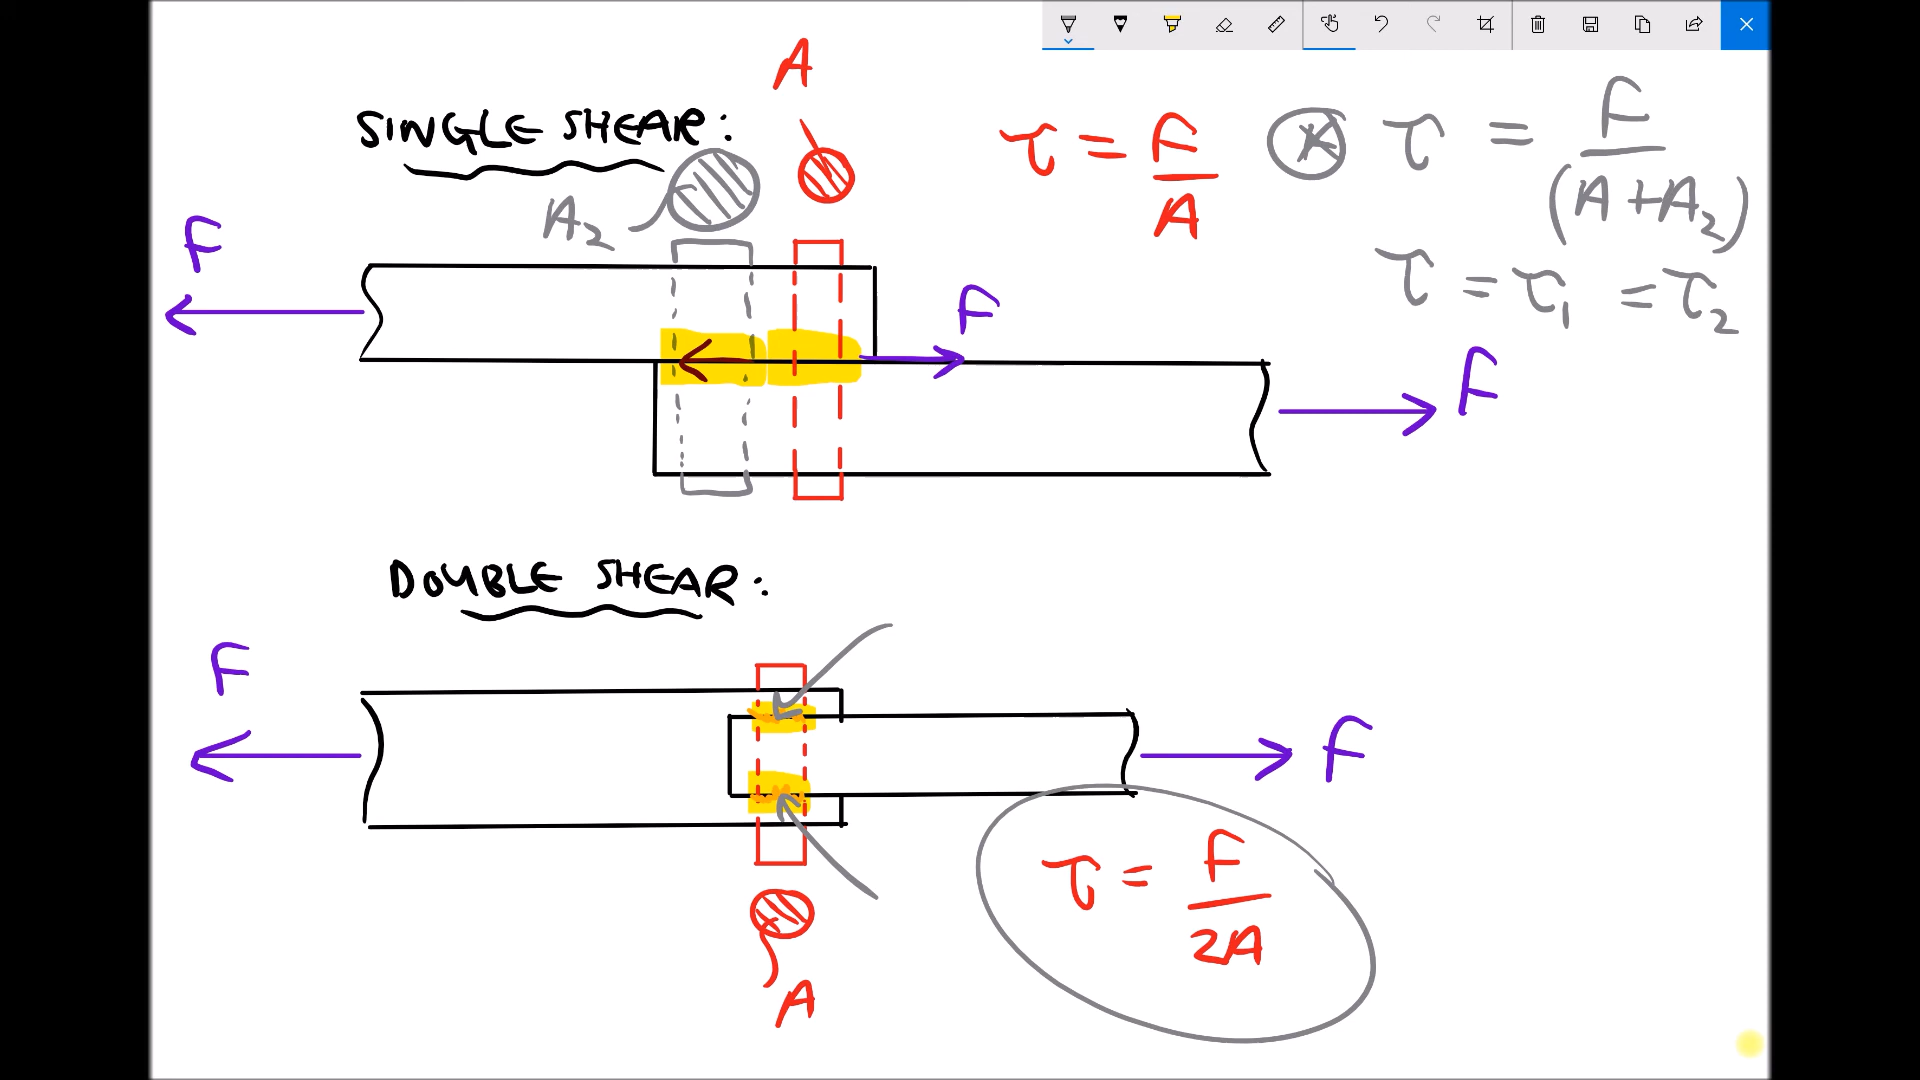 A
SINGLE SHEAR:
τ = F/A
⊛ τ = F/(A+A₂)
A₂
τ = τ₁ = τ₂
F
F
F
DOUBLE SHEAR:
F
F
τ = F/2A
A